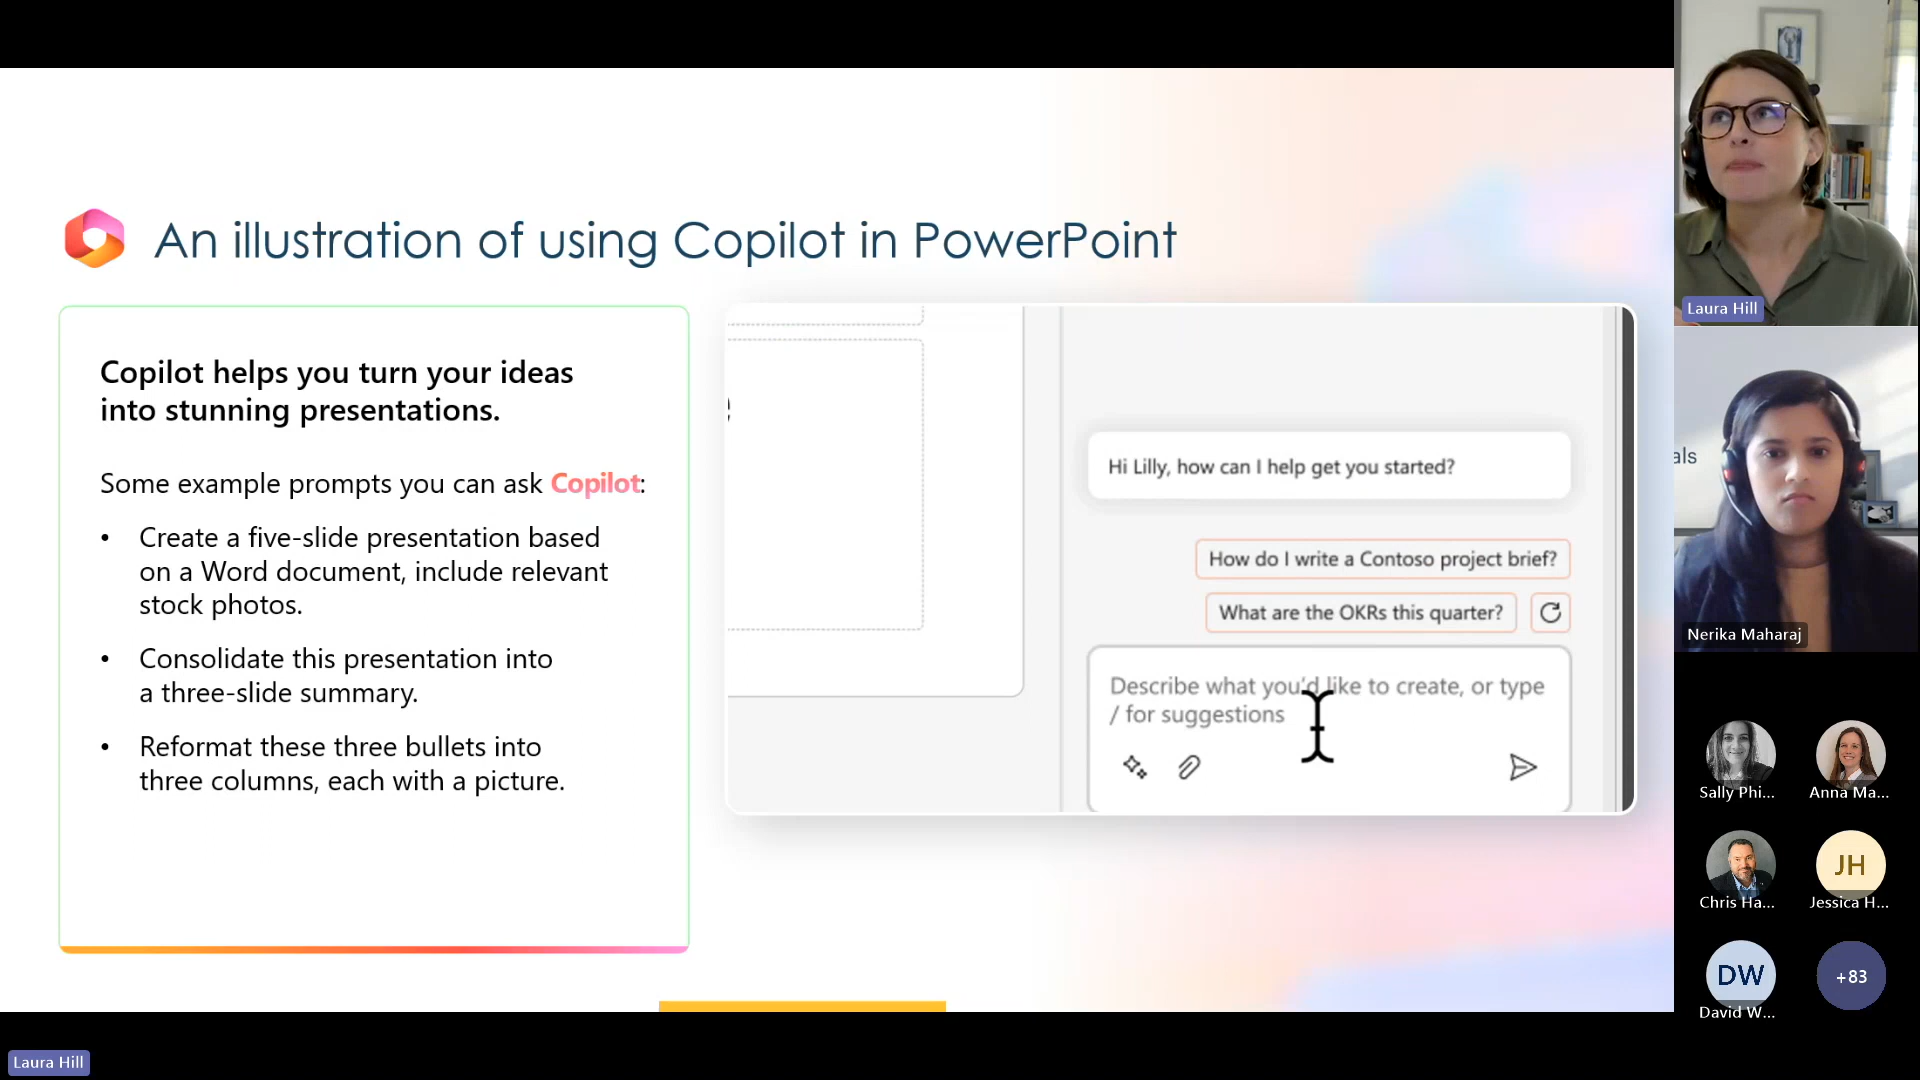 An illustration of using Copilot in PowerPoint
Copilot helps you turn your ideas
into stunning presentations.
Some example prompts you can ask Copilot:
• Create a five-slide presentation based
on a Word document, include relevant
stock photos.
• Consolidate this presentation into
a three-slide summary.
• Reformat these three bullets into
three columns, each with a picture.
Hi Lilly, how can I help get you started?
How do I write a Contoso project brief?
What are the OKRs this quarter?
Describe what you'd like to create, or type
/ for suggestions
Laura Hill
als
Nerika Maharaj
Sally Phi...
Anna Ma...
Chris Ha...
JH
Jessica H...
DW
David W...
+83
Laura Hill